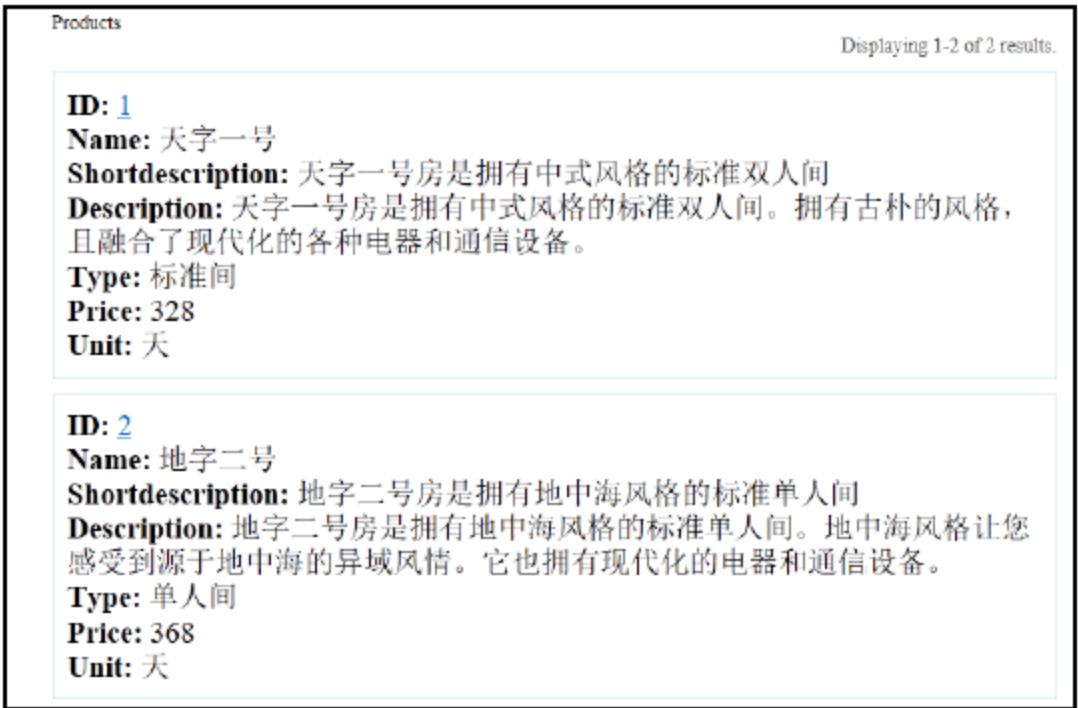 Products
Displaying 1-2 of 2 results.
ID: 1
Name: 天字一号
Shortdescription: 天字一号房是拥有中式风格的标准双人间
Description: 天字一号房是拥有中式风格的标准双人间。拥有古朴的风格，
且融合了现代化的各种电器和通信设备。
Type: 标准间
Price: 328
Unit: 天
ID: 2
Name: 地字二号
Shortdescription: 地字二号房是拥有地中海风格的标准单人间
Description: 地字二号房是拥有地中海风格的标准单人间。地中海风格让您
感受到源于地中海的异域风情。它也拥有现代化的电器和通信设备。
Type: 单人间
Price: 368
Unit: 天